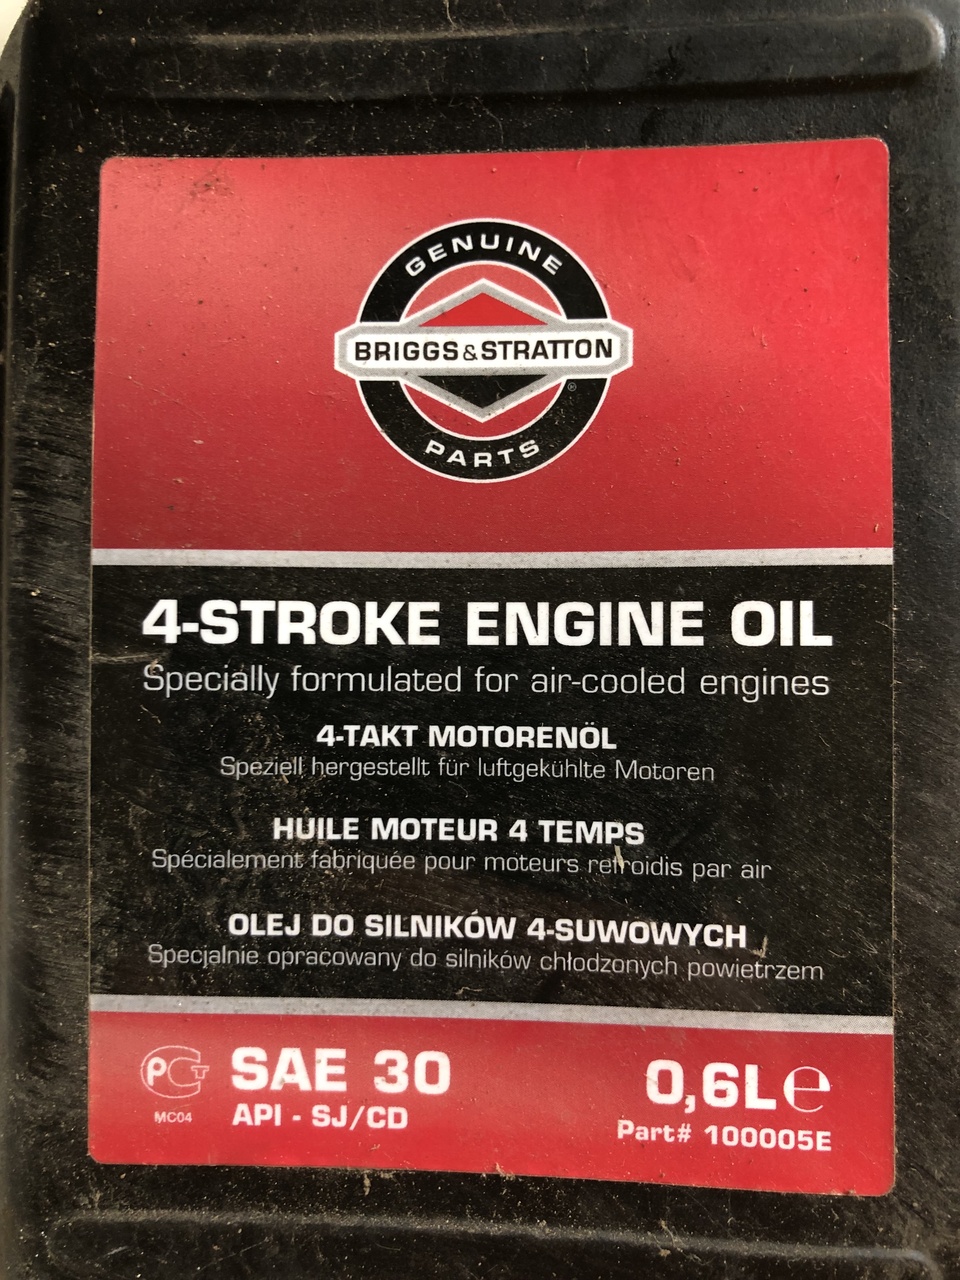 GENUINE
BRIGGS&STRATTON
®
PARTS
4-STROKE ENGINE OIL
Specially formulated for air-cooled engines
4-TAKT MOTORENÖL
Speziell hergestellt für luftgekühlte Motoren
HUILE MOTEUR 4 TEMPS
Spécialement fabriquée pour moteurs refroidis par air
OLEJ DO SILNIKÓW 4-SUWOWYCH
Specjalnie opracowany do silników chłodzonych powietrzem
PCT SAE 30 0,6L℮
MC04 API - SJ/CD Part# 100005E